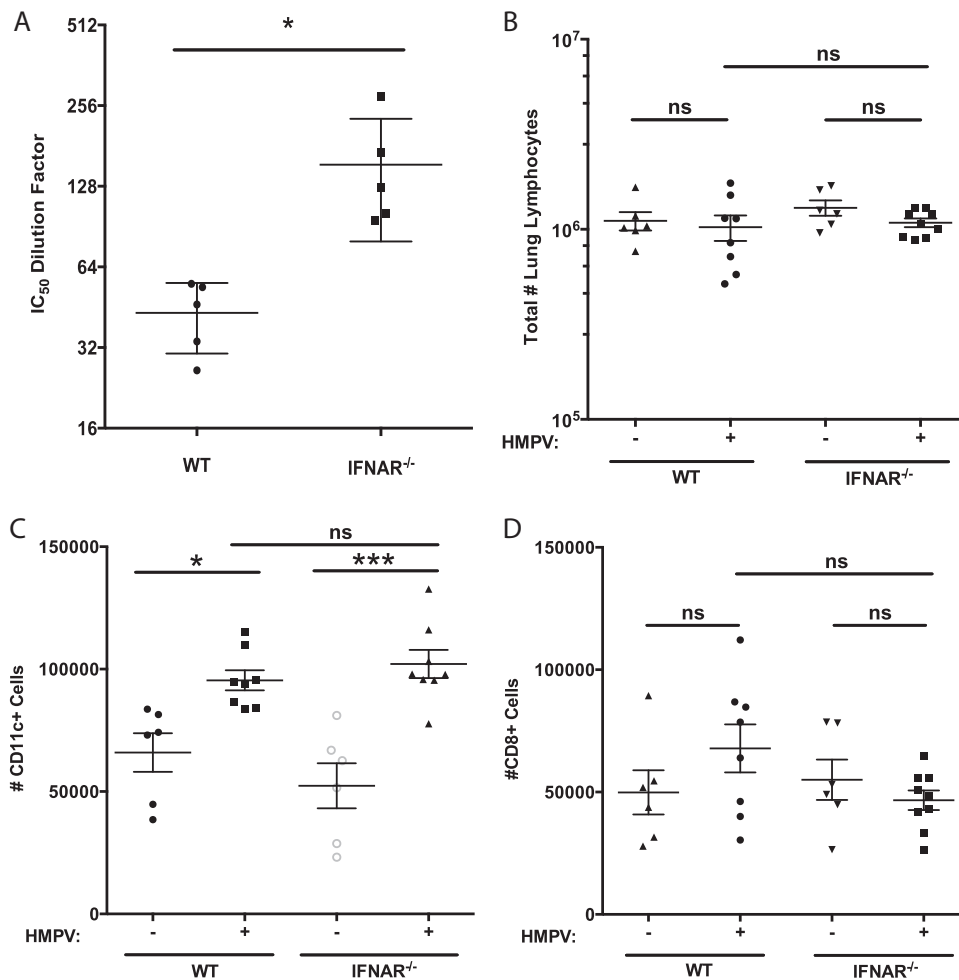 A
*
512
256
128
64
32
16
IC50 Dilution Factor
WT
IFNAR-/-
B
10^7
10^6
10^5
Total # Lung Lymphocytes
ns
ns
ns
HMPV:
- + - +
WT
IFNAR-/-
C
150000
100000
50000
0
# CD11c+ Cells
ns
*
***
HMPV:
- + - +
WT
IFNAR-/-
D
150000
100000
50000
0
#CD8+ Cells
ns
ns
ns
HMPV:
- + - +
WT
IFNAR-/-